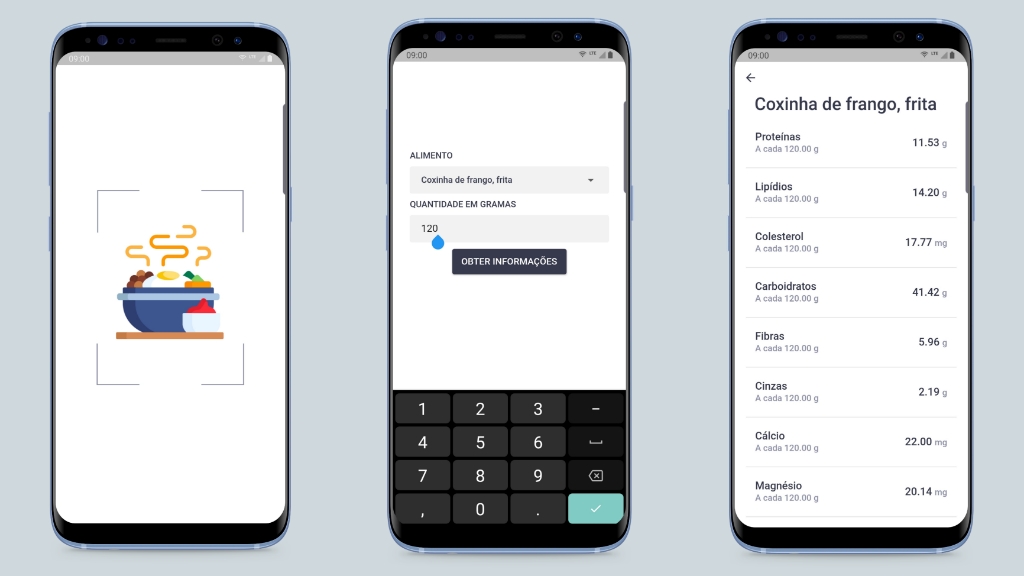 09:00
LTE
09:00
LTE
ALIMENTO
Coxinha de frango, frita
QUANTIDADE EM GRAMAS
120
OBTER INFORMAÇÕES
1 2 3 -
4 5 6
7 8 9
, 0 .
09:00
LTE
Coxinha de frango, frita
Proteínas
A cada 120.00 g
11.53 g
Lipídios
A cada 120.00 g
14.20 g
Colesterol
A cada 120.00 g
17.77 mg
Carboidratos
A cada 120.00 g
41.42 g
Fibras
A cada 120.00 g
5.96 g
Cinzas
A cada 120.00 g
2.19 g
Cálcio
A cada 120.00 g
22.00 mg
Magnésio
A cada 120.00 g
20.14 mg